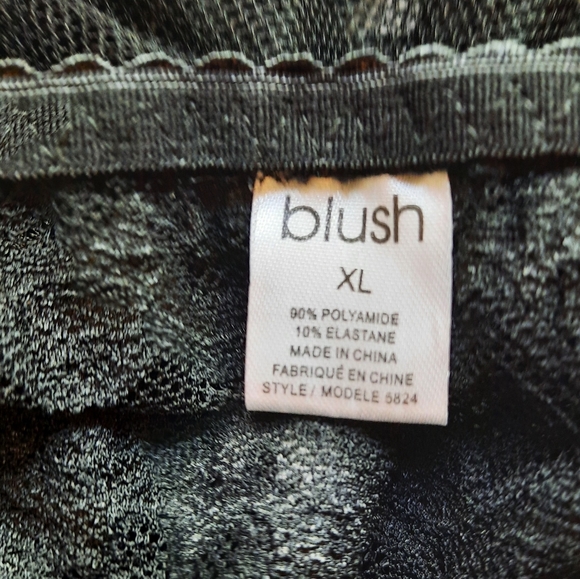 blush
XL
90% POLYAMIDE
10% ELASTANE
MADE IN CHINA
FABRIQUÉ EN CHINE
STYLE / MODELE 5824